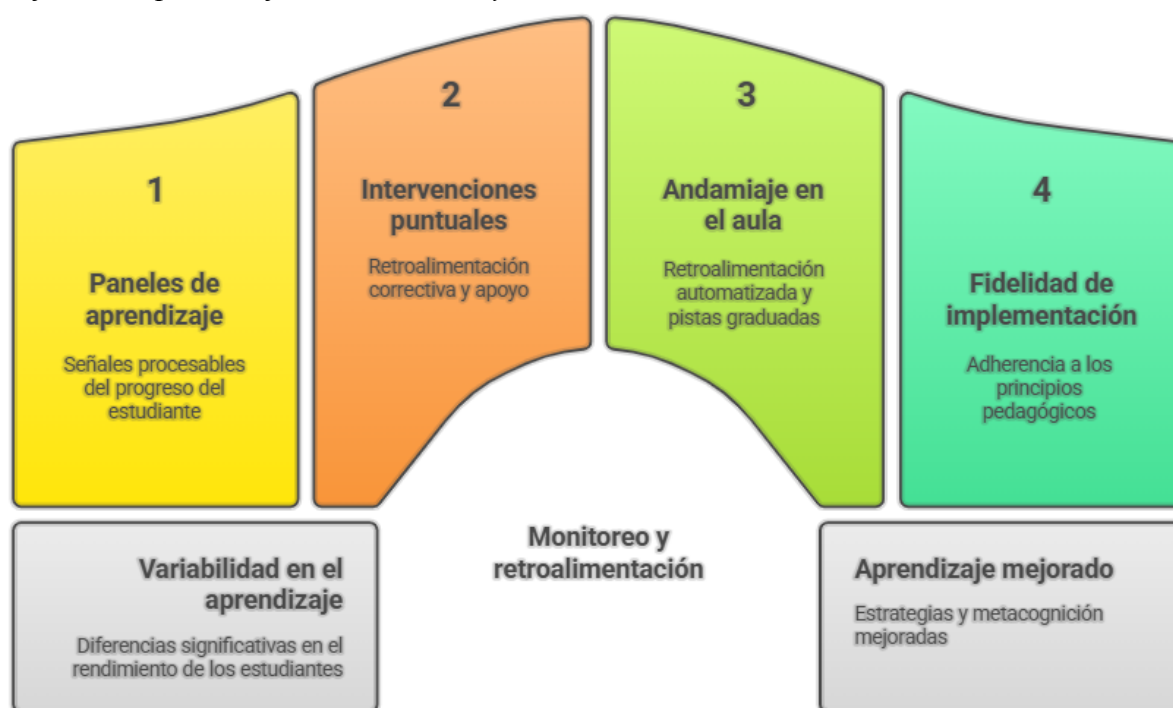 1
Paneles de
aprendizaje
Señales procesables
del progreso del
estudiante
2
Intervenciones
puntuales
Retroalimentación
correctiva y apoyo
3
Andamiaje en
el aula
Retroalimentación
automatizada y
pistas graduadas
4
Fidelidad de
implementación
Adherencia a los
principios
pedagógicos
Variabilidad en el
aprendizaje
Diferencias significativas en el
rendimiento de los estudiantes
Monitoreo y
retroalimentación
Aprendizaje mejorado
Estrategias y metacognición
mejoradas